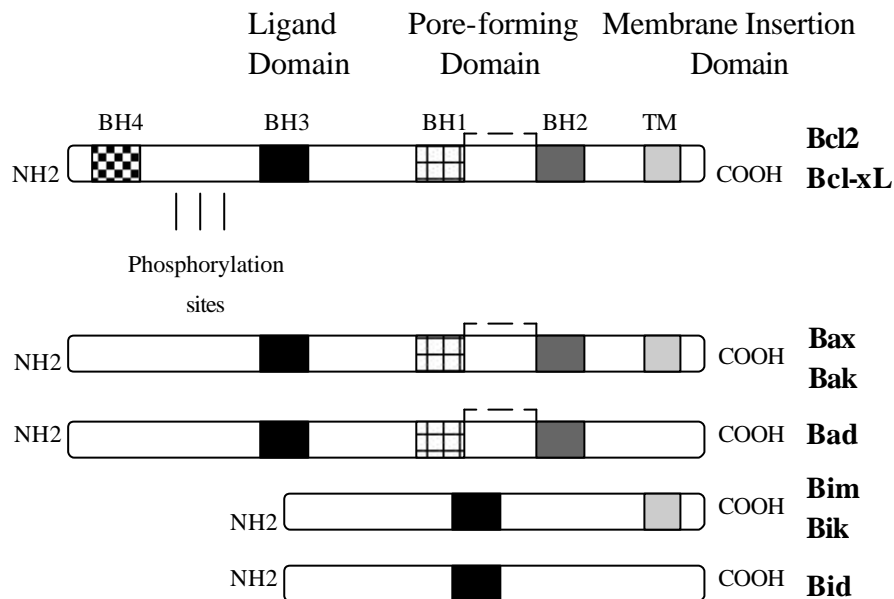 Ligand Pore-forming Membrane Insertion
Domain Domain Domain
BH4 BH3 BH1 BH2 TM
Bcl2
NH2 COOH
Bcl-xL
Phosphorylation
sites
Bax
NH2 COOH
Bak
NH2 COOH Bad
Bim
NH2 COOH
Bik
NH2 COOH
Bid